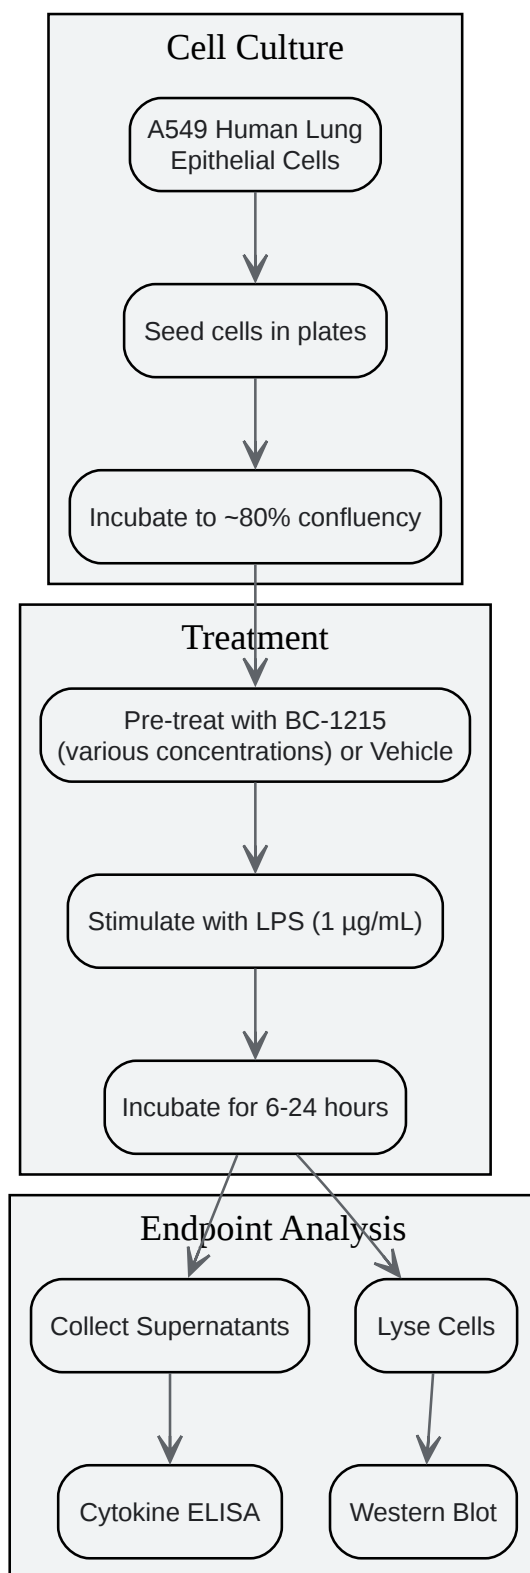 Cell Culture
A549 Human Lung
Epithelial Cells
Seed cells in plates
Incubate to ~80% confluency
Treatment
Pre-treat with BC-1215
(various concentrations) or Vehicle
Stimulate with LPS (1 µg/mL)
Incubate for 6-24 hours
Endpoint Analysis
Collect Supernatants
Lyse Cells
Cytokine ELISA
Western Blot